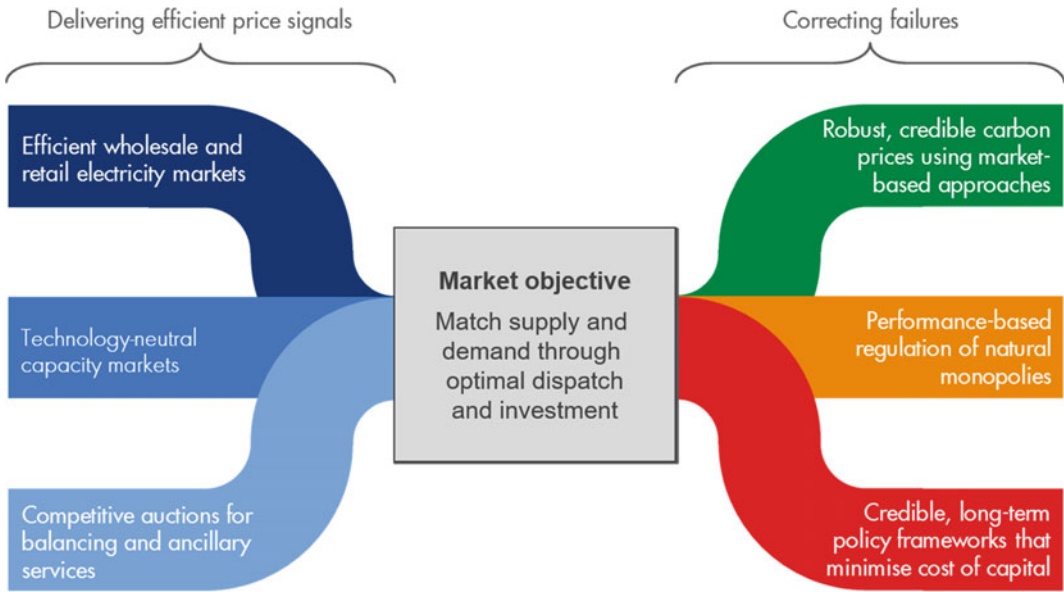 Delivering efficient price signals
Correcting failures
Efficient wholesale and
retail electricity markets
Technology-neutral
capacity markets
Competitive auctions for
balancing and ancillary
services
Market objective
Match supply and
demand through
optimal dispatch
and investment
Robust, credible carbon
prices using market-
based approaches
Performance-based
regulation of natural
monopolies
Credible, long-term
policy frameworks that
minimise cost of capital